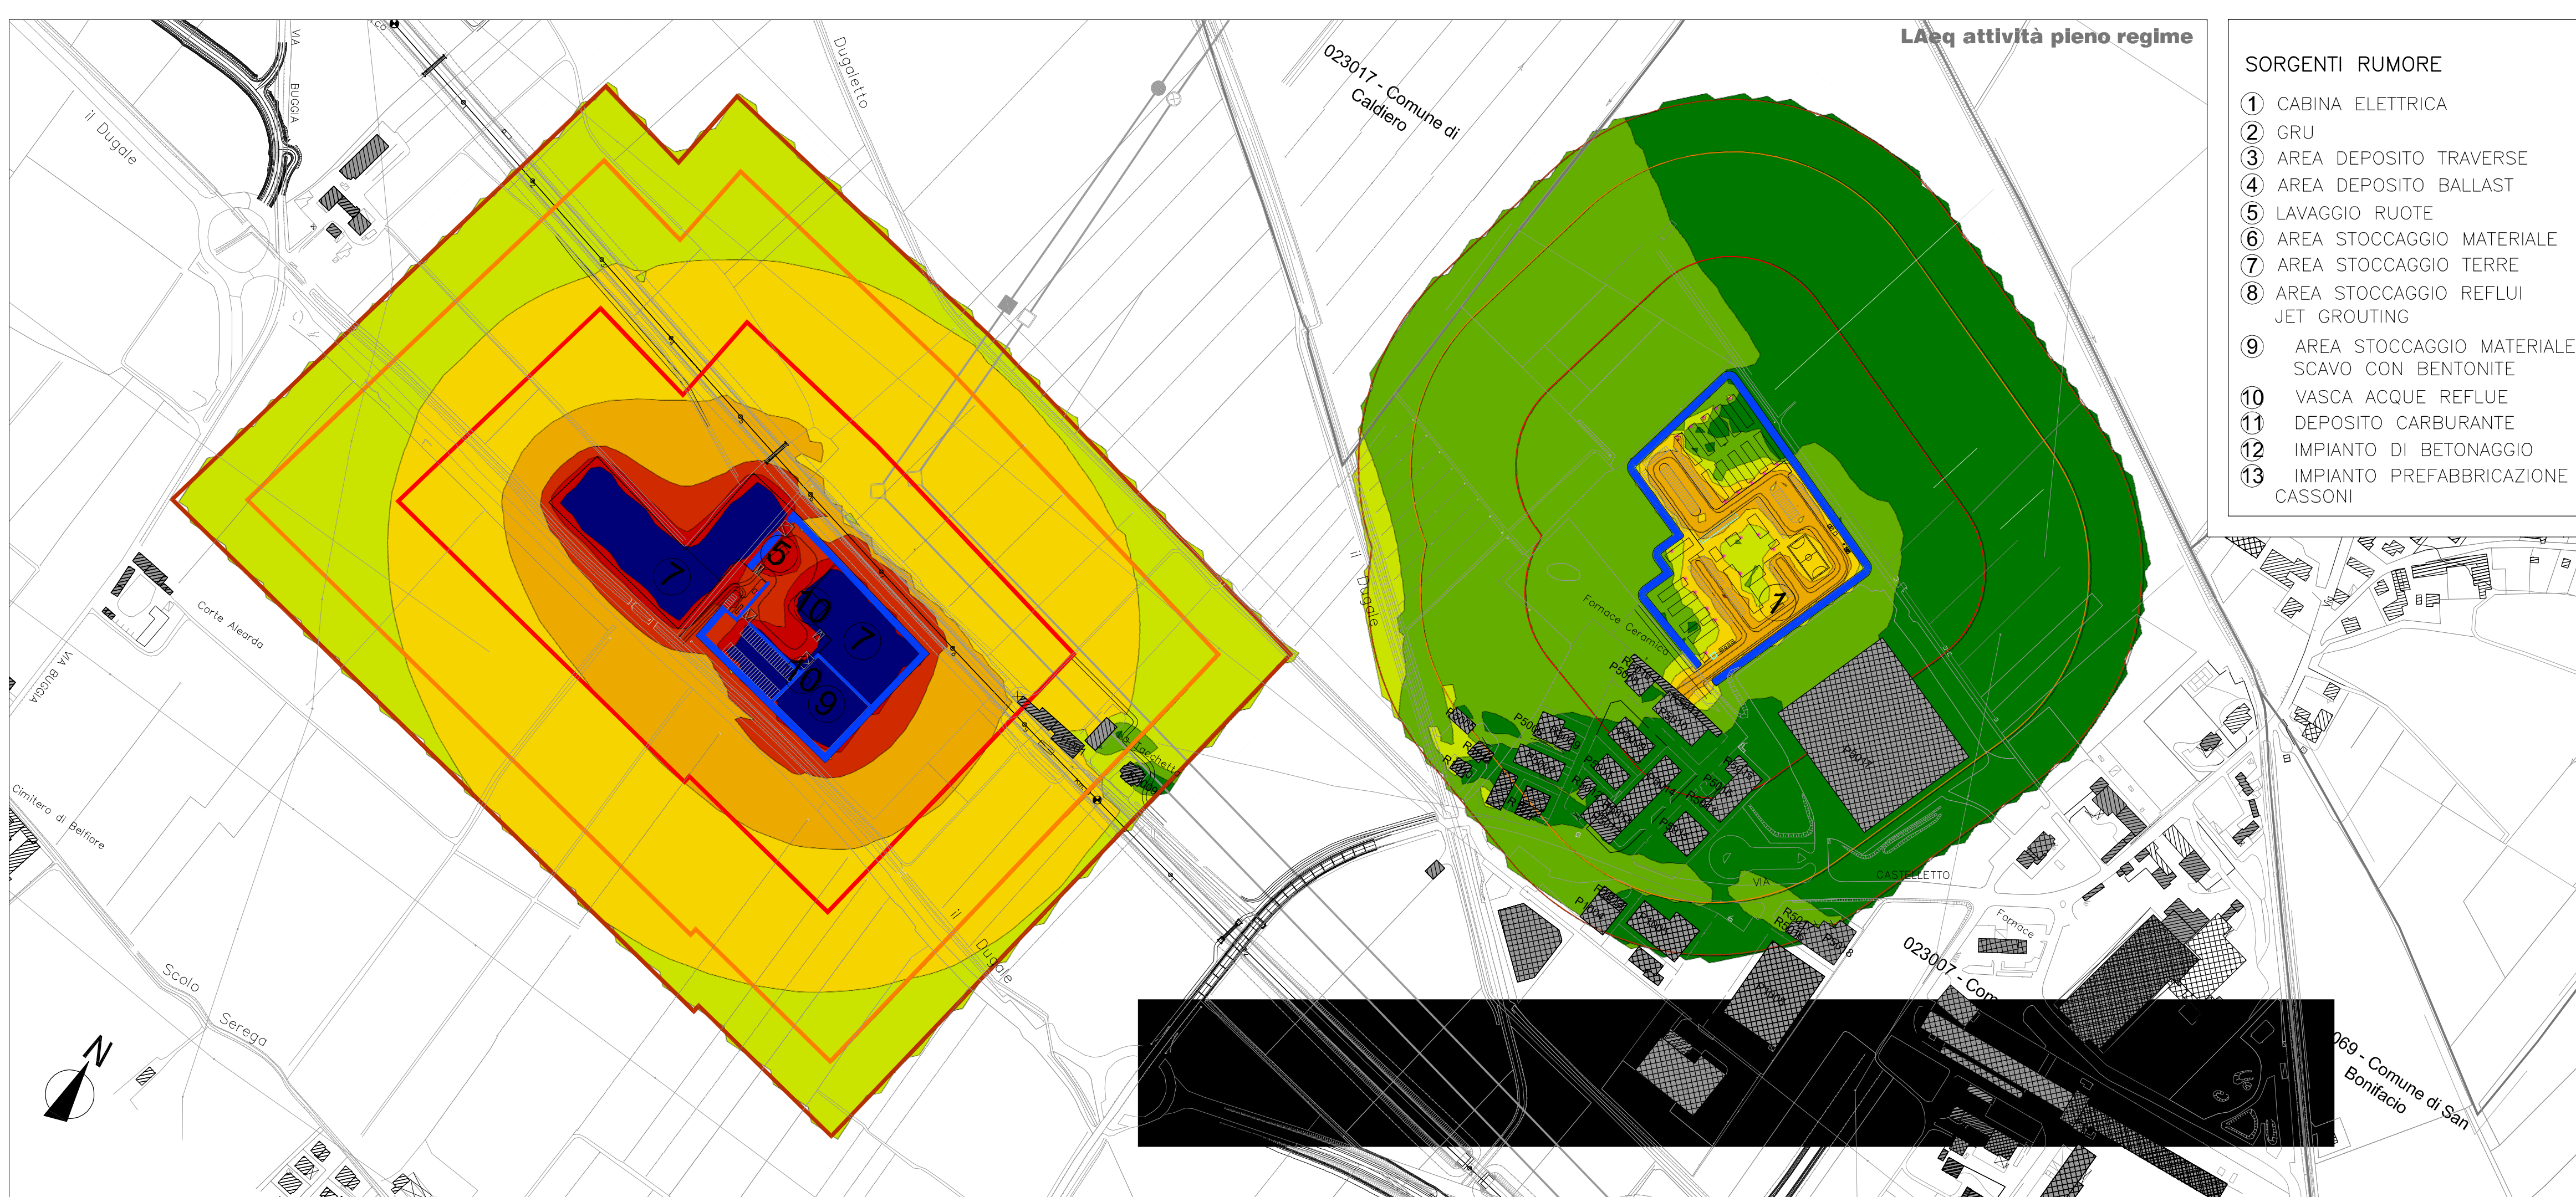 LAeq attività pieno regime
SORGENTI RUMORE
1 CABINA ELETTRICA
2 GRU
3 AREA DEPOSITO TRAVERSE
4 AREA DEPOSITO BALLAST
5 LAVAGGIO RUOTE
6 AREA STOCCAGGIO MATERIALE
7 AREA STOCCAGGIO TERRE
8 AREA STOCCAGGIO REFLUI
JET GROUTING
9 AREA STOCCAGGIO MATERIALE
SCAVO CON BENTONITE
10 VASCA ACQUE REFLUE
11 DEPOSITO CARBURANTE
12 IMPIANTO DI BETONAGGIO
13 IMPIANTO PREFABBRICAZIONE
CASSONI
023017 - Comune di
Caldiero
VIA
BUGGIA
il Dugale
Dugaletto
5
7
10
7
9
1
Fornace Ceramica
il Dugale
Corte Alearda
VIA BUGGIA
Cimitero di Belfiore
Scolo
Serega
il
Dugale
VIA
CASTELLETTO
Fornace
023007 - Com
069 - Comune di San
Bonifacio
N